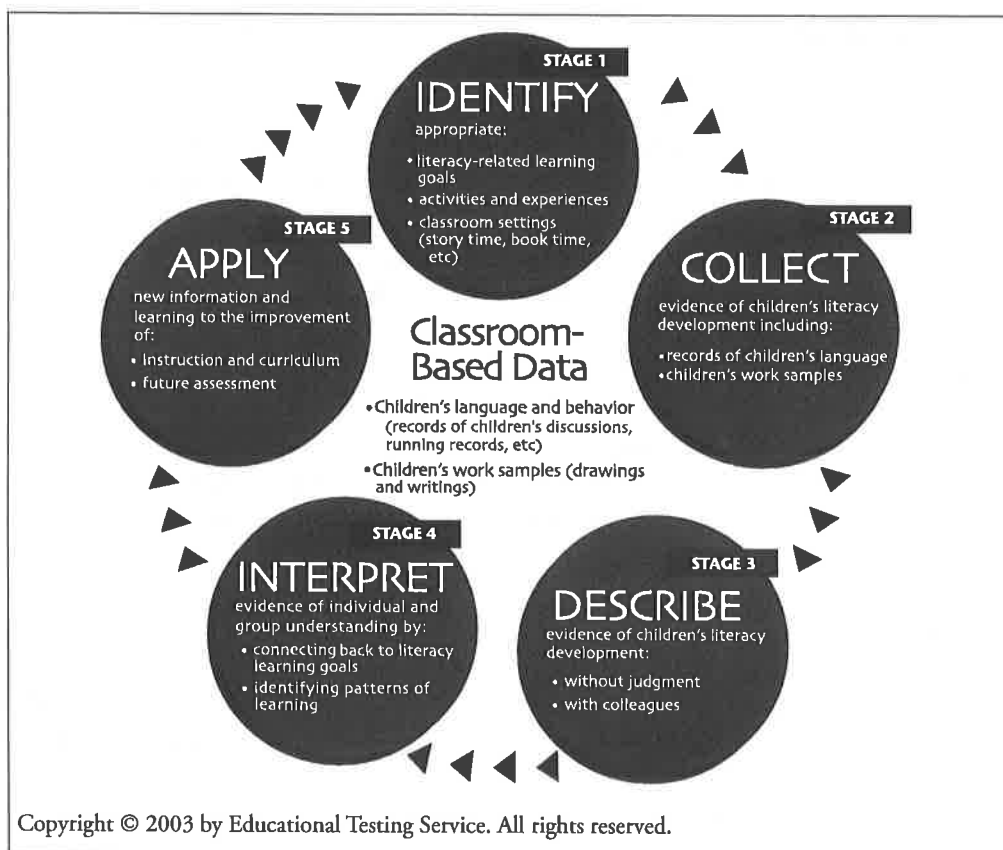 STAGE 1
IDENTIFY
appropriate:
• literacy-related learning
goals
• activities and experiences
• classroom settings
(story time, book time,
etc)
STAGE 2
COLLECT
evidence of children's literacy
development including:
•records of children's language
•children's work samples
STAGE 3
DESCRIBE
evidence of children's literacy
development:
• without judgment
• with colleagues
STAGE 4
INTERPRET
evidence of individual and
group understanding by:
• connecting back to literacy
learning goals
• identifying patterns of
learning
STAGE 5
APPLY
new information and
learning to the improvement
of:
• instruction and curriculum
• future assessment
Classroom-
Based Data
•Children's language and behavior
(records of children's discussions,
running records, etc)
•Children's work samples (drawings
and writings)
Copyright © 2003 by Educational Testing Service. All rights reserved.